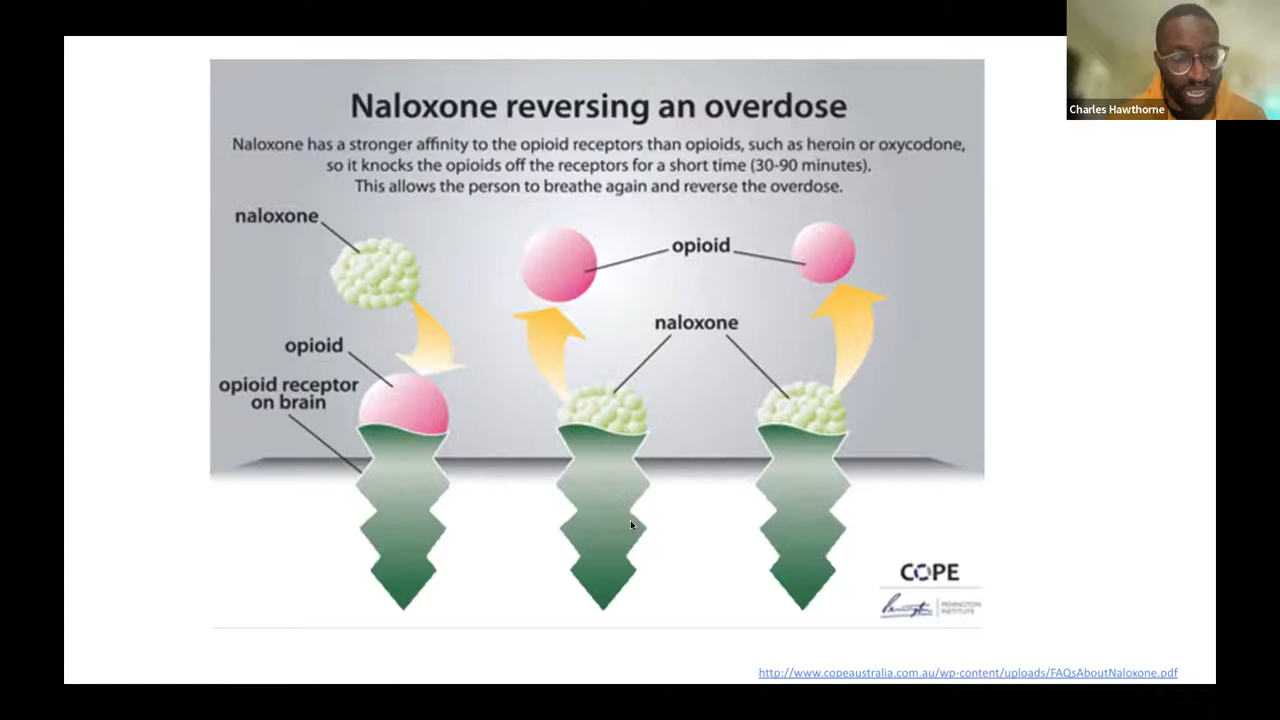 Charles Hawthorne
Naloxone reversing an overdose
Naloxone has a stronger affinity to the opioid receptors than opioids, such as heroin or oxycodone,
so it knocks the opioids off the receptors for a short time (30-90 minutes).
This allows the person to breathe again and reverse the overdose.
naloxone
opioid
naloxone
opioid
opioid receptor
on brain
COPE
PENINGTON
INSTITUTE
http://www.copeaustralia.com.au/wp-content/uploads/FAQsAboutNaloxone.pdf